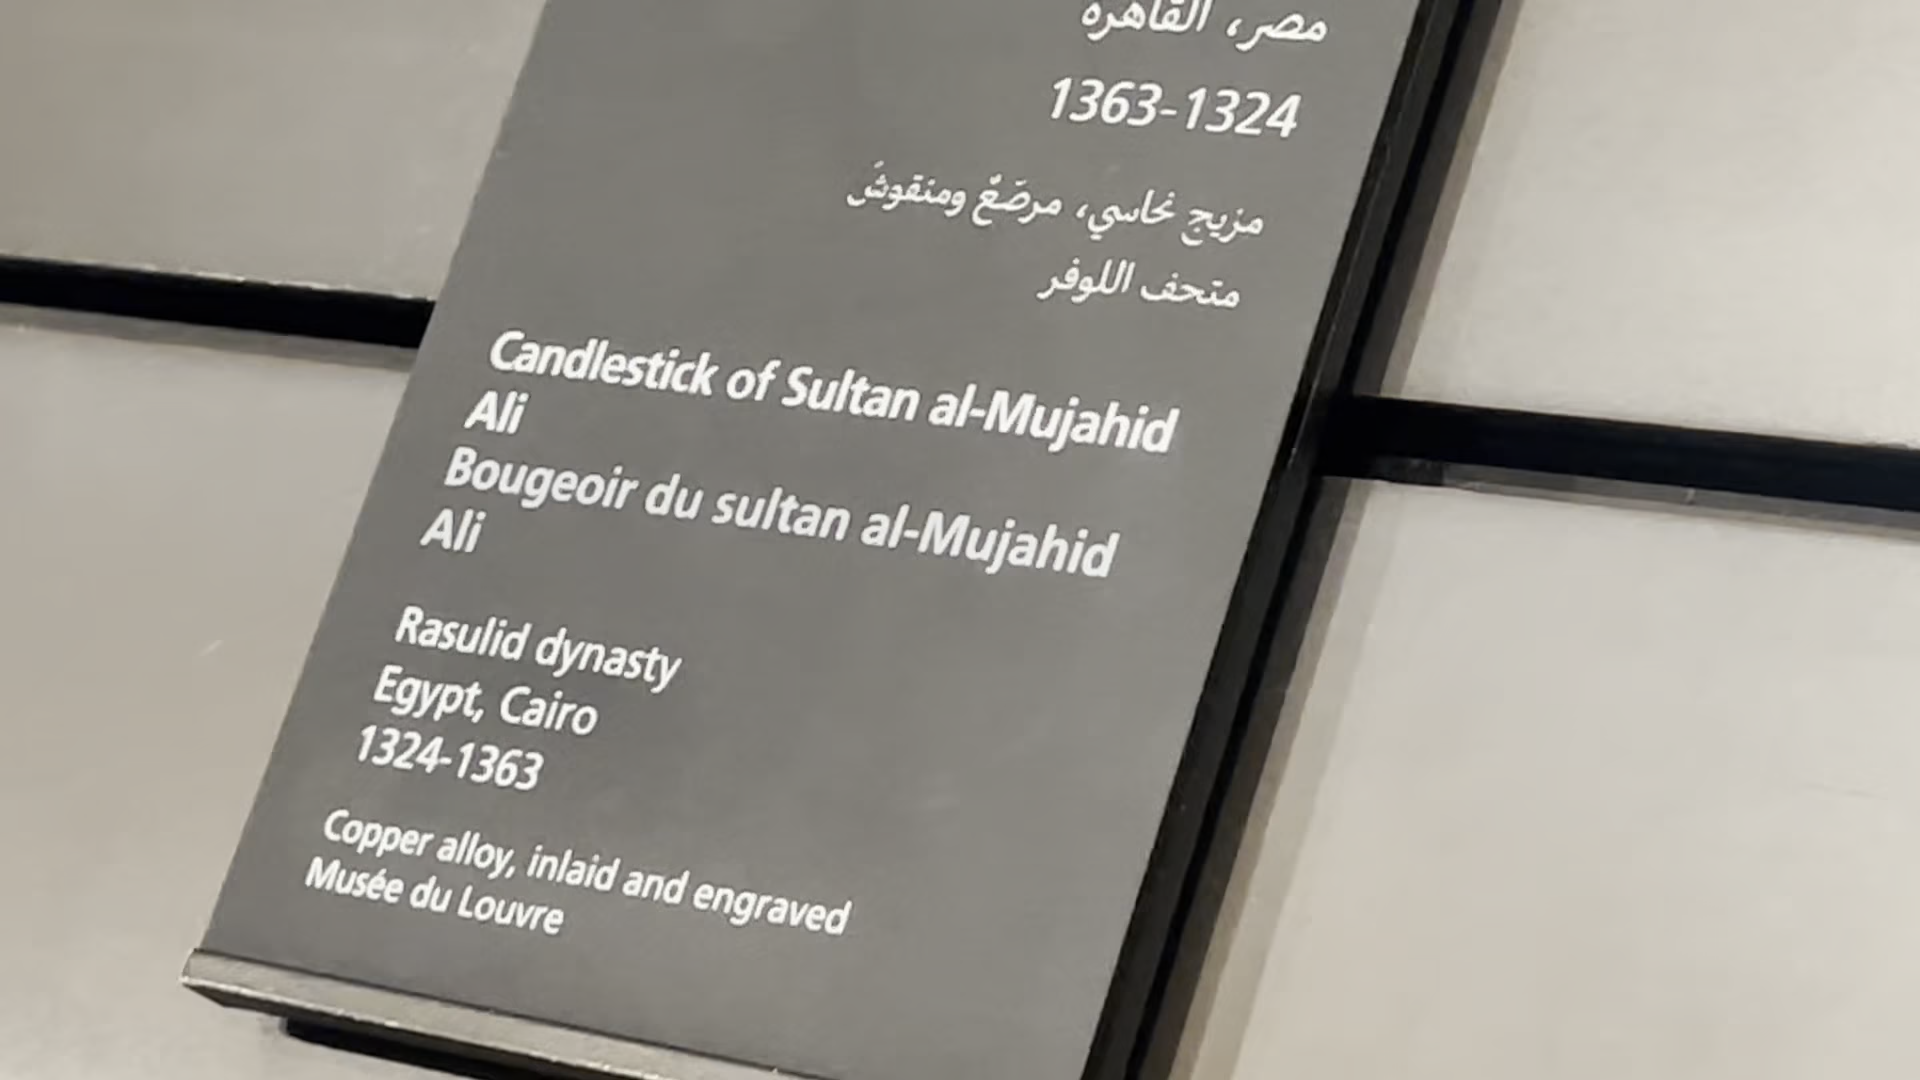 مصر، القاهرة
1363-1324
مزيج نحاسي، مرصّعٌ ومنقوشٌ
متحف اللوفر
Candlestick of Sultan al-Mujahid
Ali
Bougeoir du sultan al-Mujahid
Ali
Rasulid dynasty
Egypt, Cairo
1324-1363
Copper alloy, inlaid and engraved
Musée du Louvre